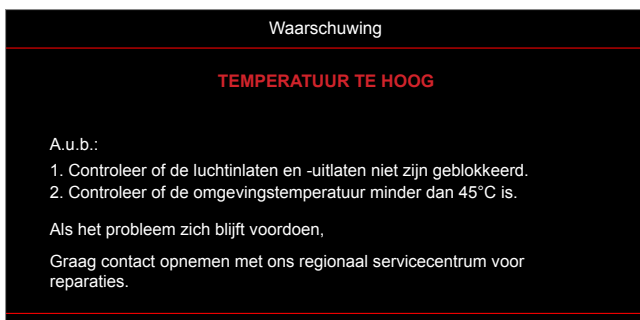 Waarschuwing
TEMPERATUUR TE HOOG
A.u.b.:
1. Controleer of de luchtinlaten en -uitlaten niet zijn geblokkeerd.
2. Controleer of de omgevingstemperatuur minder dan 45°C is.
Als het probleem zich blijft voordoen,
Graag contact opnemen met ons regionaal servicecentrum voor
reparaties.